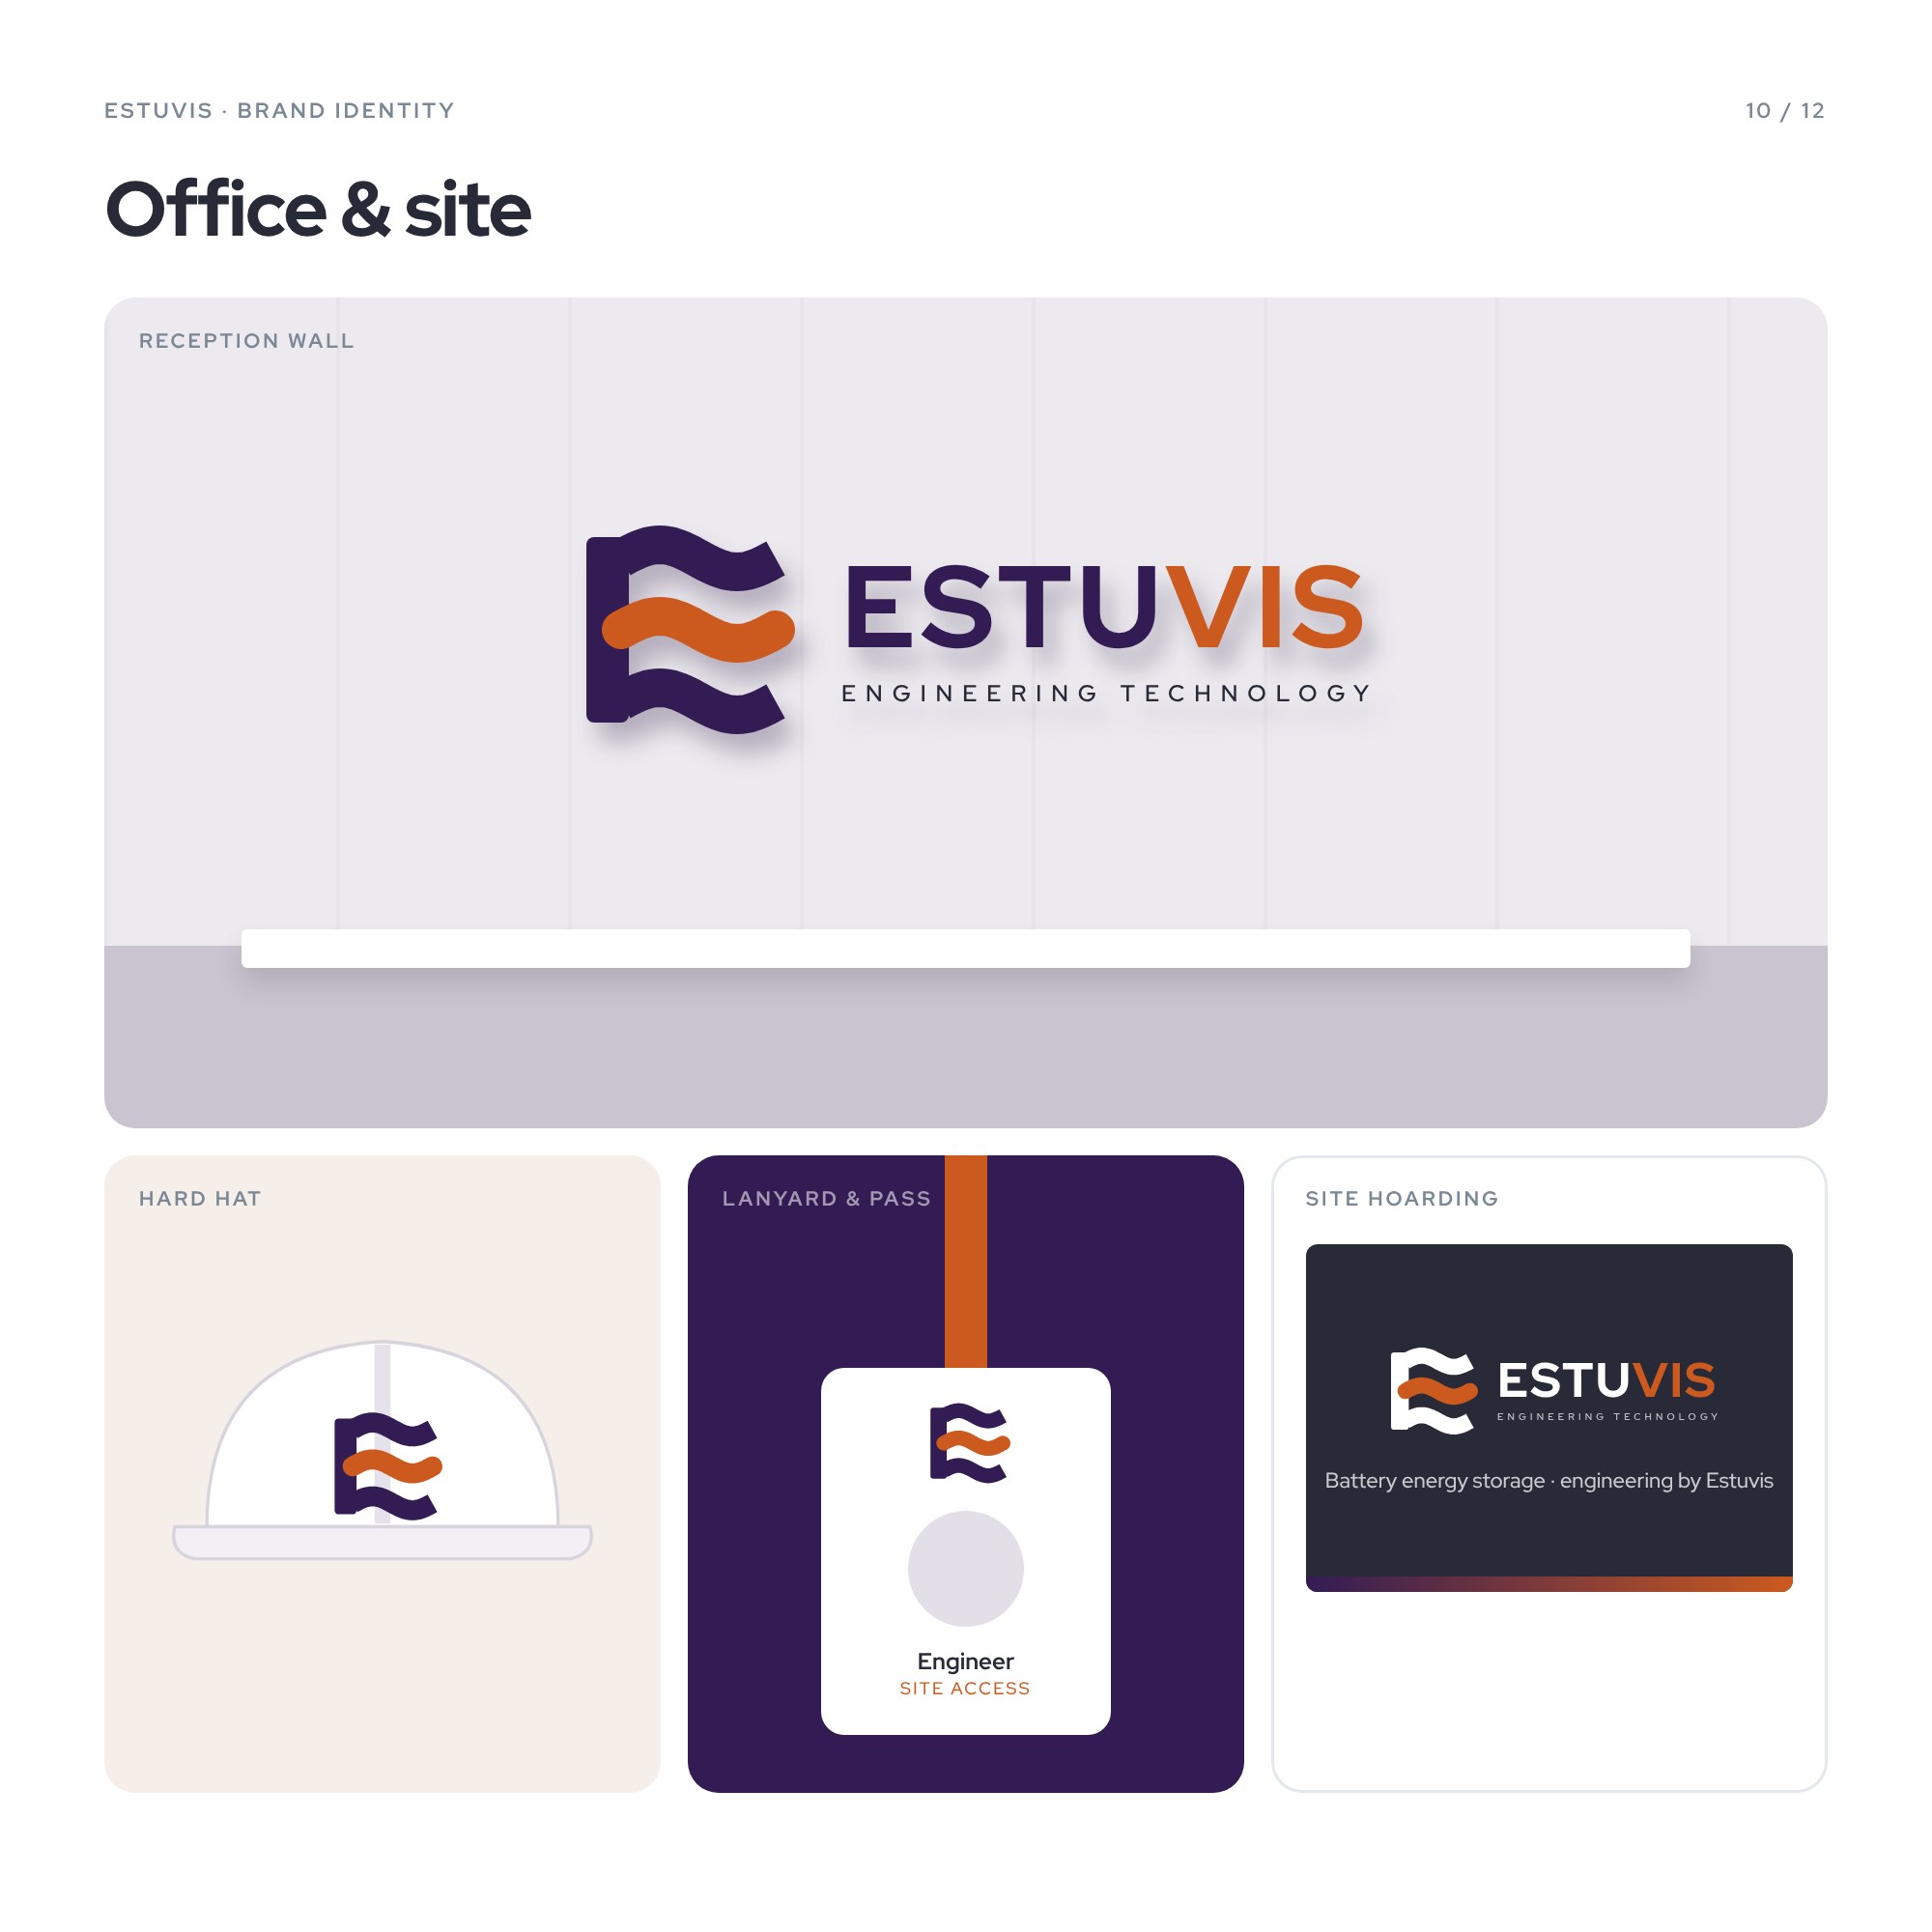 ESTUVIS · BRAND IDENTITY
10 / 12
Office & site
RECEPTION WALL
ESTUVIS
ENGINEERING TECHNOLOGY
HARD HAT
LANYARD & PASS
Engineer
SITE ACCESS
SITE HOARDING
ESTUVIS
ENGINEERING TECHNOLOGY
Battery energy storage · engineering by Estuvis